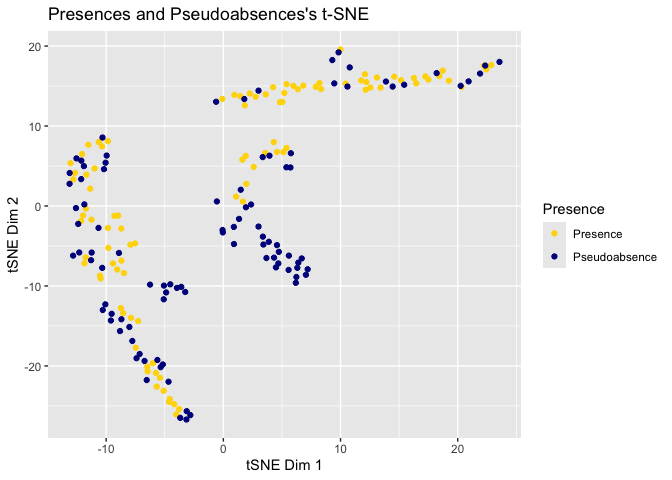 Presences and Pseudoabsences's t-SNE
20
10
0
-10
-20
tSNE Dim 2
-10
0
10
20
tSNE Dim 1
Presence
Presence
Pseudoabsence